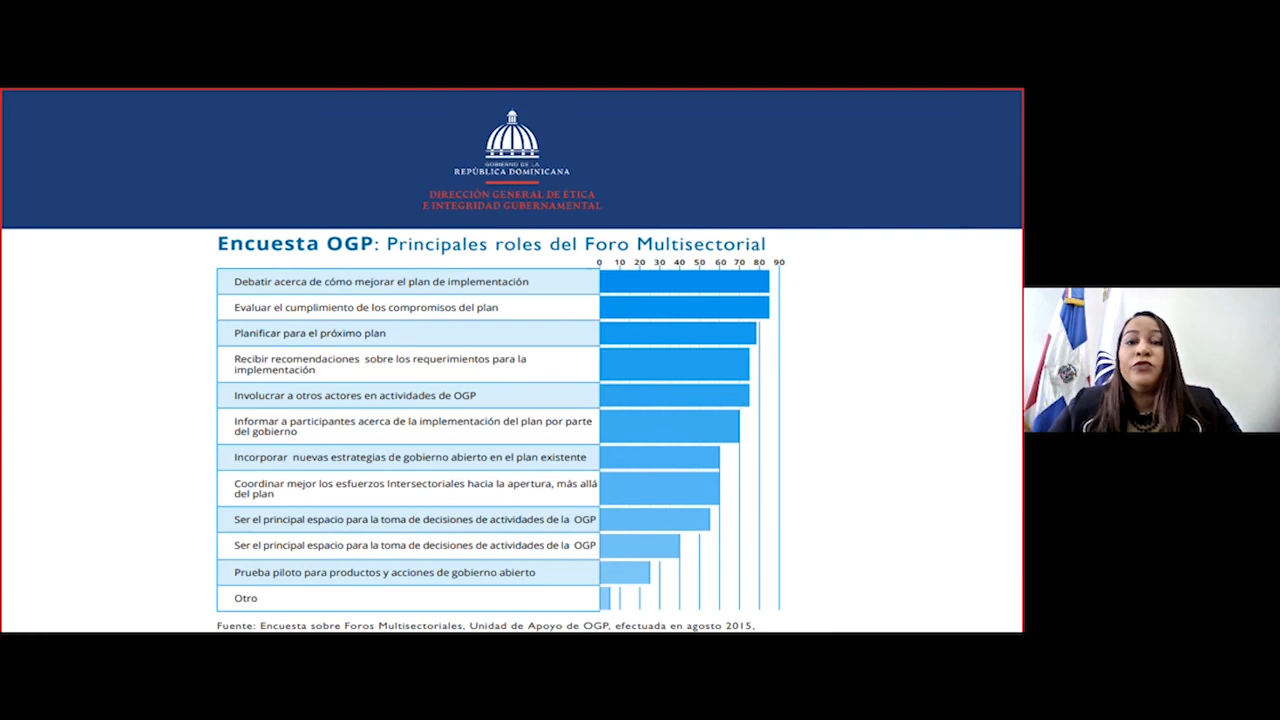 GOBIERNO DE LA
REPÚBLICA DOMINICANA
DIRECCIÓN GENERAL DE ÉTICA
E INTEGRIDAD GUBERNAMENTAL
Encuesta OGP: Principales roles del Foro Multisectorial
0 10 20 30 40 50 60 70 80 90
Debatir acerca de cómo mejorar el plan de implementación
Evaluar el cumplimiento de los compromisos del plan
Planificar para el próximo plan
Recibir recomendaciones sobre los requerimientos para la
implementación
Involucrar a otros actores en actividades de OGP
Informar a participantes acerca de la implementación del plan por parte
del gobierno
Incorporar nuevas estrategias de gobierno abierto en el plan existente
Coordinar mejor los esfuerzos Intersectoriales hacia la apertura, más allá
del plan
Ser el principal espacio para la toma de decisiones de actividades de la OGP
Ser el principal espacio para la toma de decisiones de actividades de la OGP
Prueba piloto para productos y acciones de gobierno abierto
Otro
Fuente: Encuesta sobre Foros Multisectoriales, Unidad de Apoyo de OGP, efectuada en agosto 2015,